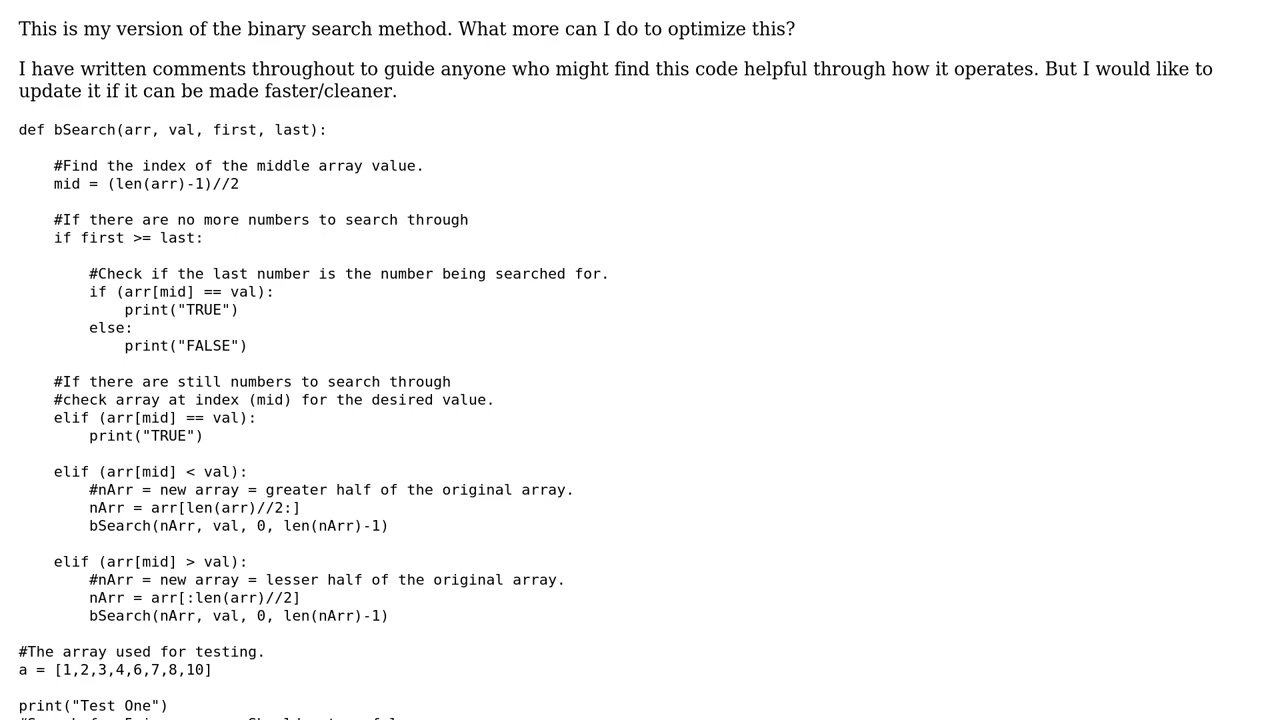 This is my version of the binary search method. What more can I do to optimize this?
I have written comments throughout to guide anyone who might find this code helpful through how it operates. But I would like to
update it if it can be made faster/cleaner.
def bSearch(arr, val, first, last):
#Find the index of the middle array value.
mid = (len(arr)-1)//2
#If there are no more numbers to search through
if first >= last:
#Check if the last number is the number being searched for.
if (arr[mid] == val):
print("TRUE")
else:
print("FALSE")
#If there are still numbers to search through
#check array at index (mid) for the desired value.
elif (arr[mid] == val):
print("TRUE")
elif (arr[mid] < val):
#nArr = new array = greater half of the original array.
nArr = arr[len(arr)//2:]
bSearch(nArr, val, 0, len(nArr)-1)
elif (arr[mid] > val):
#nArr = new array = lesser half of the original array.
nArr = arr[:len(arr)//2]
bSearch(nArr, val, 0, len(nArr)-1)
#The array used for testing.
a = [1,2,3,4,6,7,8,10]
print("Test One")